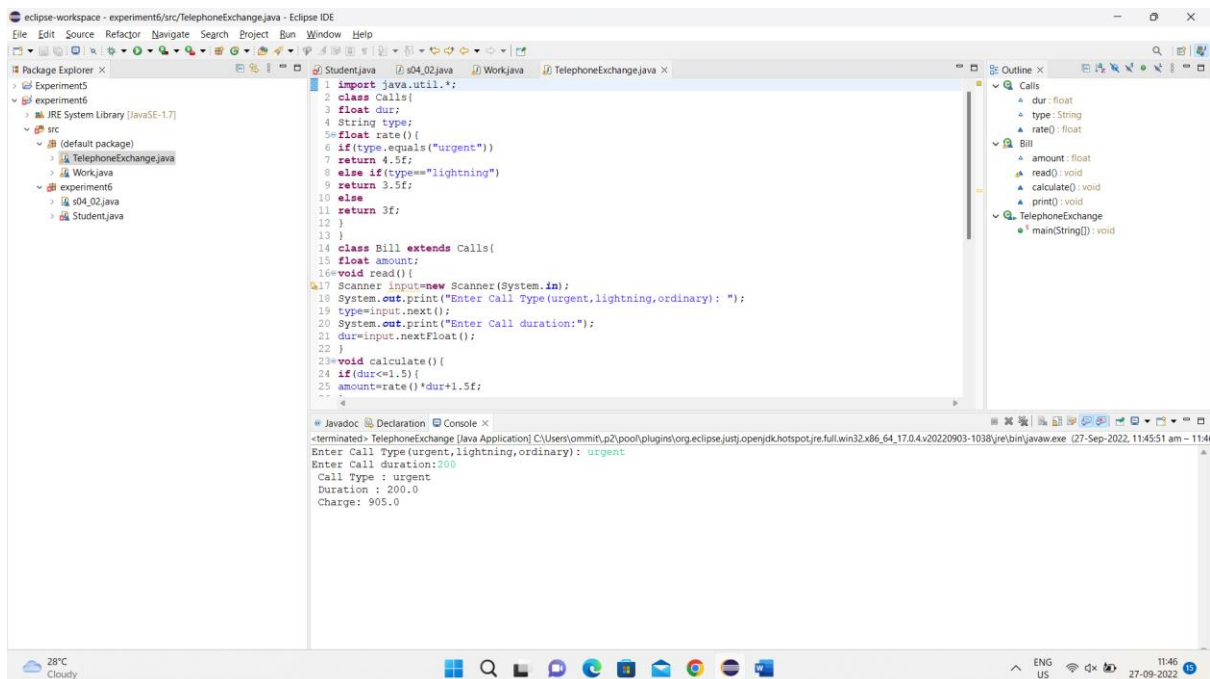 eclipse-workspace - experiment6/src/TelephoneExchange.java - Eclipse IDE
File Edit Source Refactor Navigate Search Project Run Window Help
Package Explorer
Experiment5
experiment6
JRE System Library [JavaSE-1.7]
src
(default package)
TelephoneExchange.java
Work.java
experiment6
s04_02.java
Student.java
Student.java s04_02.java Work.java TelephoneExchange.java
1 import java.util.*;
2 class Calls{
3 float dur;
4 String type;
5 float rate(){
6 if(type.equals("urgent"))
7 return 4.5f;
8 else if(type=="lightning")
9 return 3.5f;
10 else
11 return 3f;
12 }
13 }
14 class Bill extends Calls{
15 float amount;
16 void read(){
17 Scanner input=new Scanner(System.in);
18 System.out.print("Enter Call Type(urgent,lightning,ordinary): ");
19 type=input.next();
20 System.out.print("Enter Call duration:");
21 dur=input.nextFloat();
22 }
23 void calculate(){
24 if(dur<=1.5){
25 amount=rate()*dur+1.5f;
Outline
Calls
dur : float
type : String
rate() : float
Bill
amount : float
read() : void
calculate() : void
print() : void
TelephoneExchange
main(String[]) : void
Javadoc Declaration Console
<terminated> TelephoneExchange [Java Application] C:\Users\ommit\.p2\pool\plugins\org.eclipse.justj.openjdk.hotspot.jre.full.win32.x86_64_17.0.4.v20220903-1038\jre\bin\javaw.exe (27-Sep-2022, 11:45:51 am – 11:4
Enter Call Type(urgent,lightning,ordinary): urgent
Enter Call duration:200
Call Type : urgent
Duration : 200.0
Charge: 905.0
28°C
Cloudy
ENG
US
11:46
27-09-2022
15